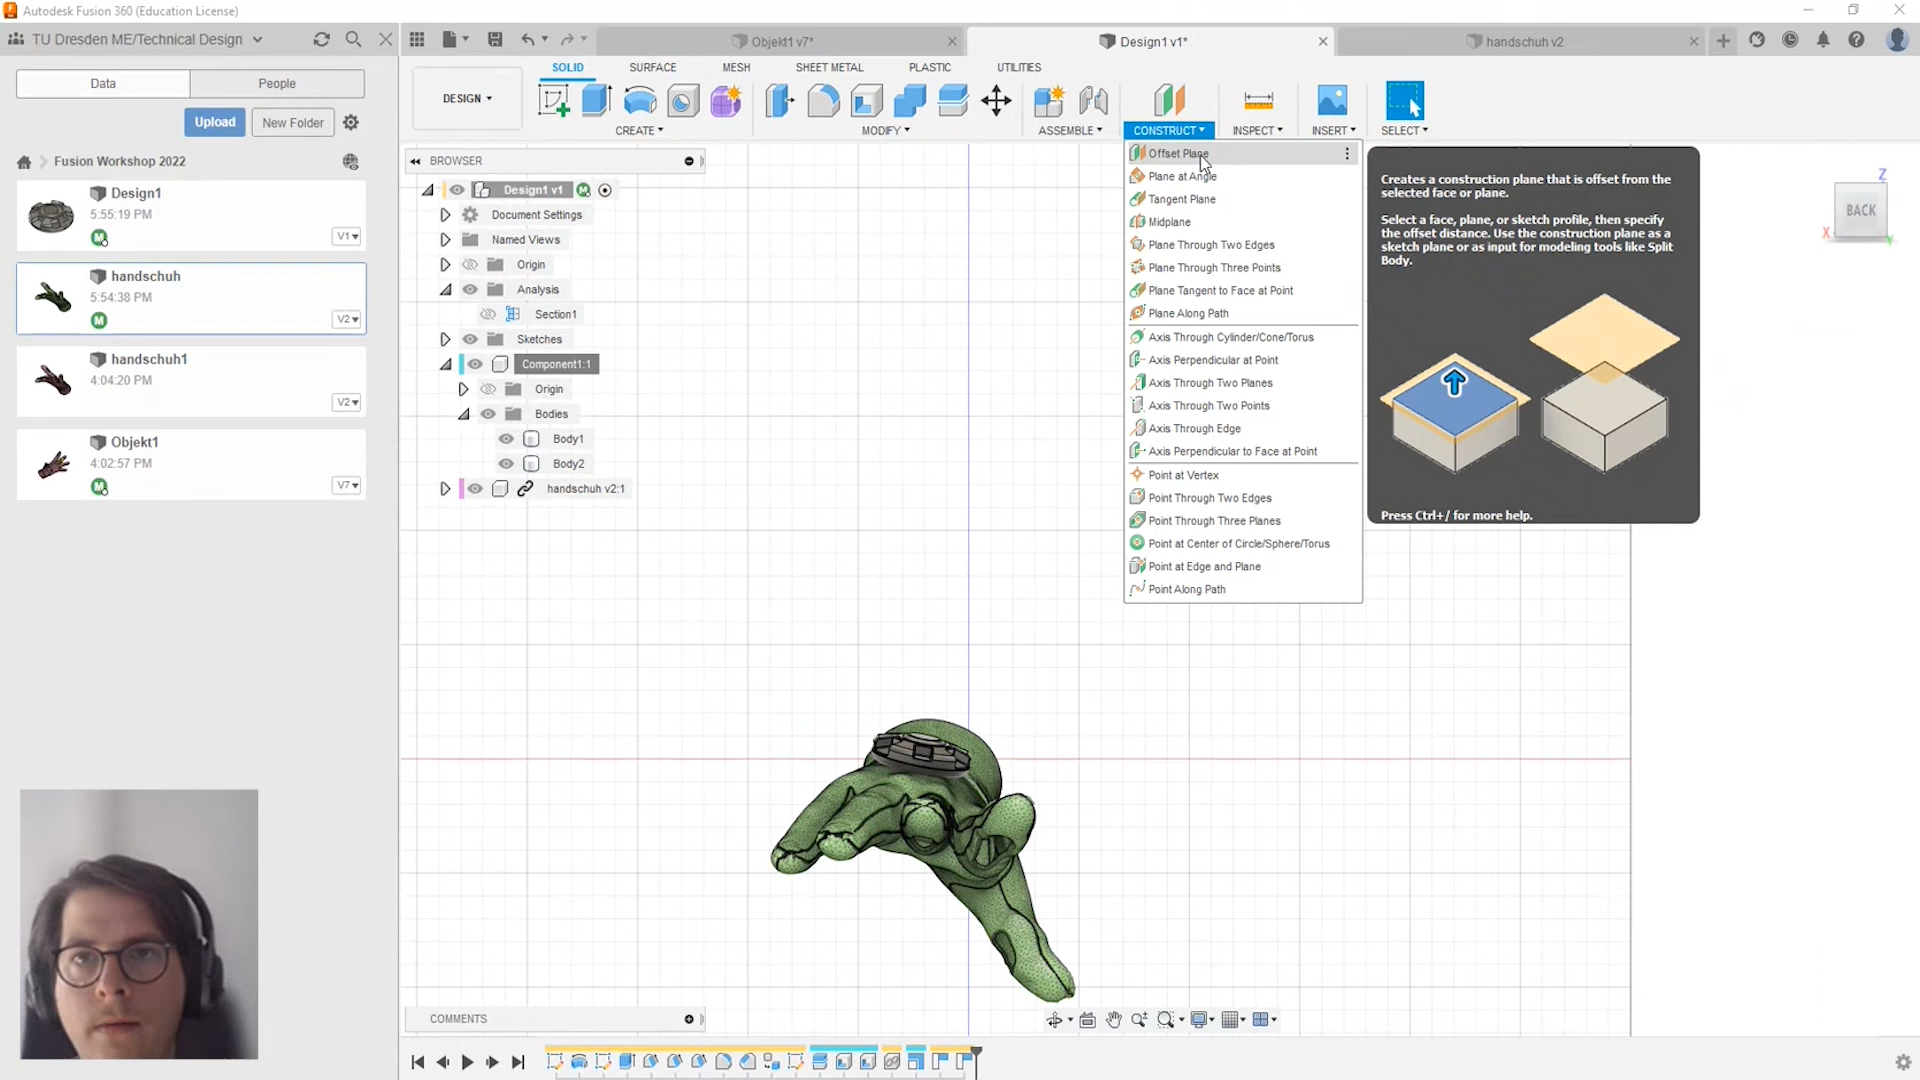 Autodesk Fusion 360 (Education License)
TU Dresden ME/Technical Design
Objekt1 v7*
Design1 v1*
handschuh v2
Data
People
Upload
New Folder
Fusion Workshop 2022
Design1
5:55:19 PM
V1
handschuh
5:54:38 PM
V2
handschuh1
4:04:20 PM
V2
Objekt1
4:02:57 PM
V7
DESIGN
SOLID
SURFACE
MESH
SHEET METAL
PLASTIC
UTILITIES
CREATE
MODIFY
ASSEMBLE
CONSTRUCT
INSPECT
INSERT
SELECT
BROWSER
Design1 v1
Document Settings
Named Views
Origin
Analysis
Section1
Sketches
Component1:1
Origin
Bodies
Body1
Body2
handschuh v2:1
Offset Plane
Plane at Angle
Tangent Plane
Midplane
Plane Through Two Edges
Plane Through Three Points
Plane Tangent to Face at Point
Plane Along Path
Axis Through Cylinder/Cone/Torus
Axis Perpendicular at Point
Axis Through Two Planes
Axis Through Two Points
Axis Through Edge
Axis Perpendicular to Face at Point
Point at Vertex
Point Through Two Edges
Point Through Three Planes
Point at Center of Circle/Sphere/Torus
Point at Edge and Plane
Point Along Path
Creates a construction plane that is offset from the
selected face or plane.
Select a face, plane, or sketch profile, then specify
the offset distance. Use the construction plane as a
sketch plane or as input for modeling tools like Split
Body.
Press Ctrl+/ for more help.
Z
BACK
X
Y
COMMENTS